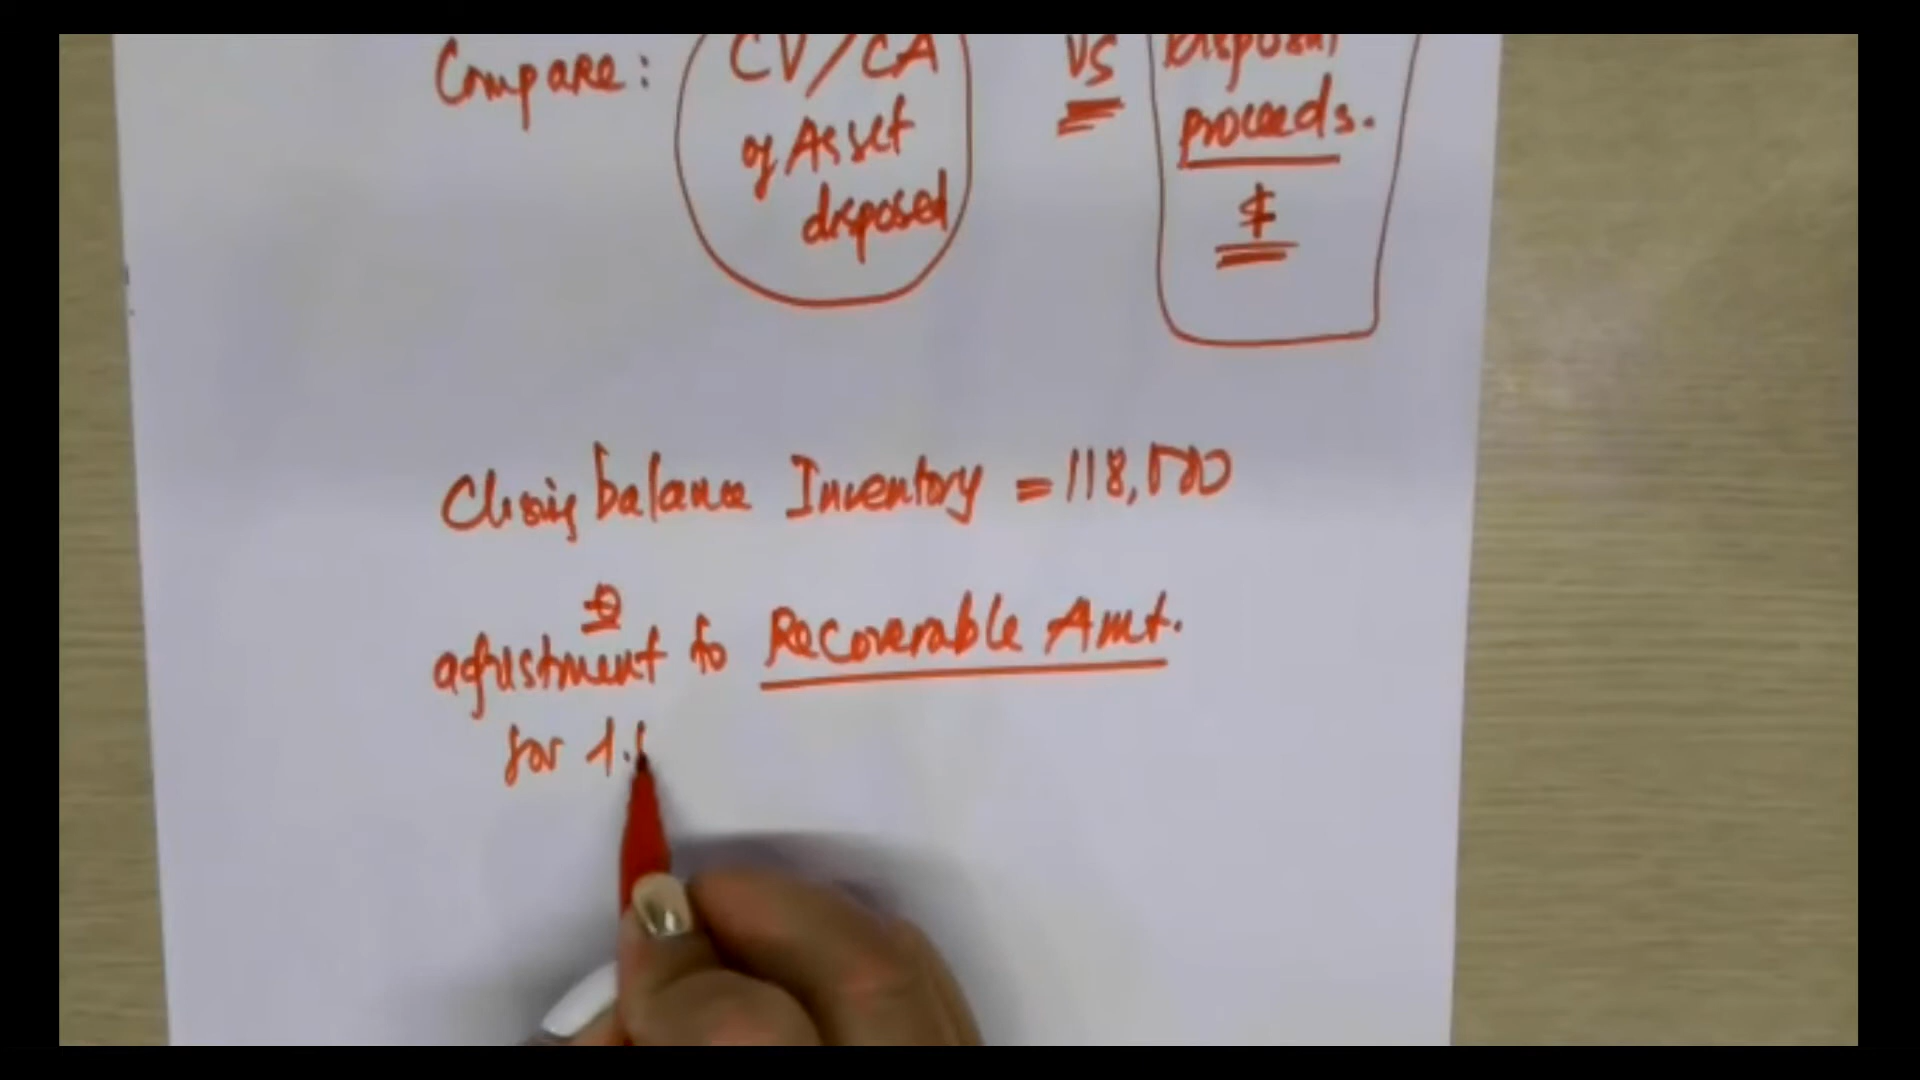 Compare: CV/CA VS Disposal
of Asset proceeds.
disposed $
Closing balance Inventory = 118,000
adjustment to Recoverable Amt.
for 1.